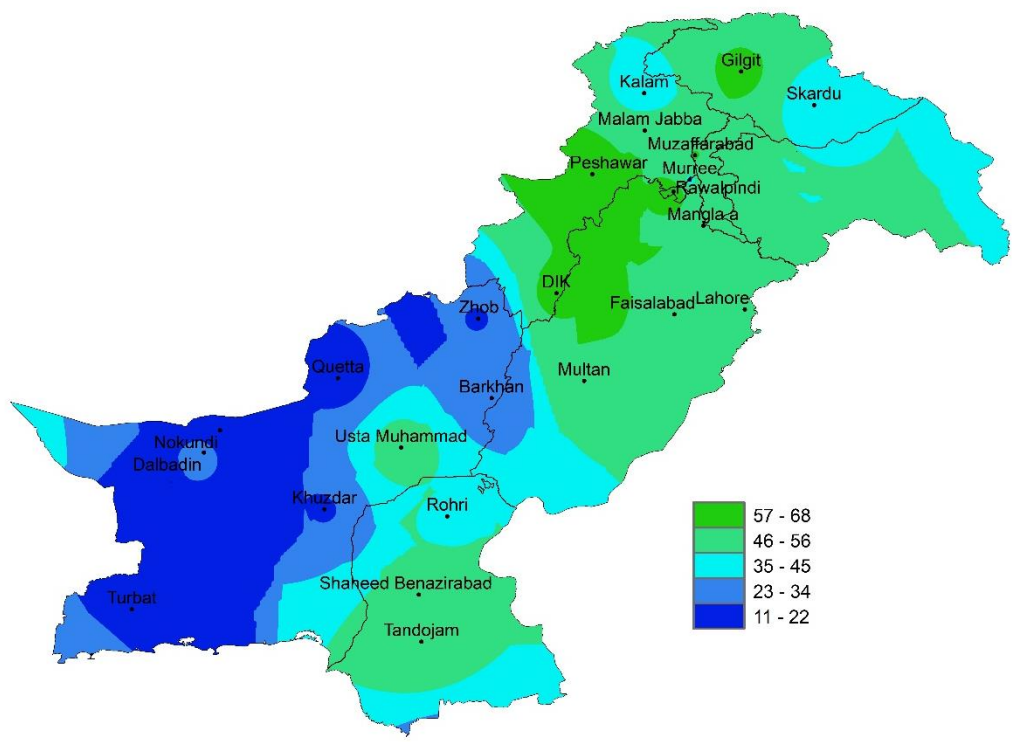 Gilgit
Kalam
Skardu
Malam Jabba
Muzaffarabad
Peshawar
Murree
Rawalpindi
Mangla a
DIK
Zhob
Faisalabad
Lahore
Quetta
Multan
Barkhan
Usta Muhammad
Nokundi
Dalbadin
Khuzdar
Rohri
Shaheed Benazirabad
Turbat
Tandojam
57 - 68
46 - 56
35 - 45
23 - 34
11 - 22